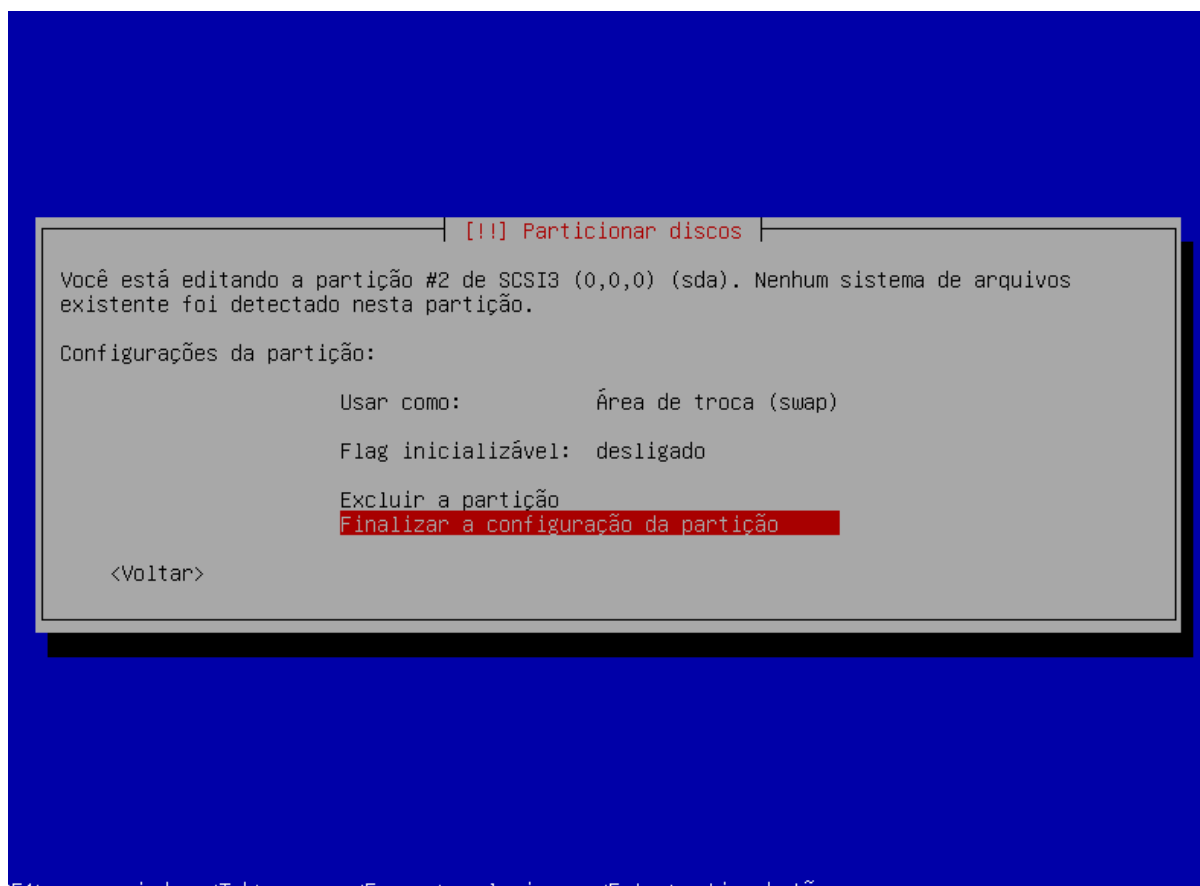 [!!] Particionar discos
Você está editando a partição #2 de SCSI3 (0,0,0) (sda). Nenhum sistema de arquivos
existente foi detectado nesta partição.
Configurações da partição:
Usar como: Área de troca (swap)
Flag inicializável: desligado
Excluir a partição
Finalizar a configuração da partição
<Voltar>